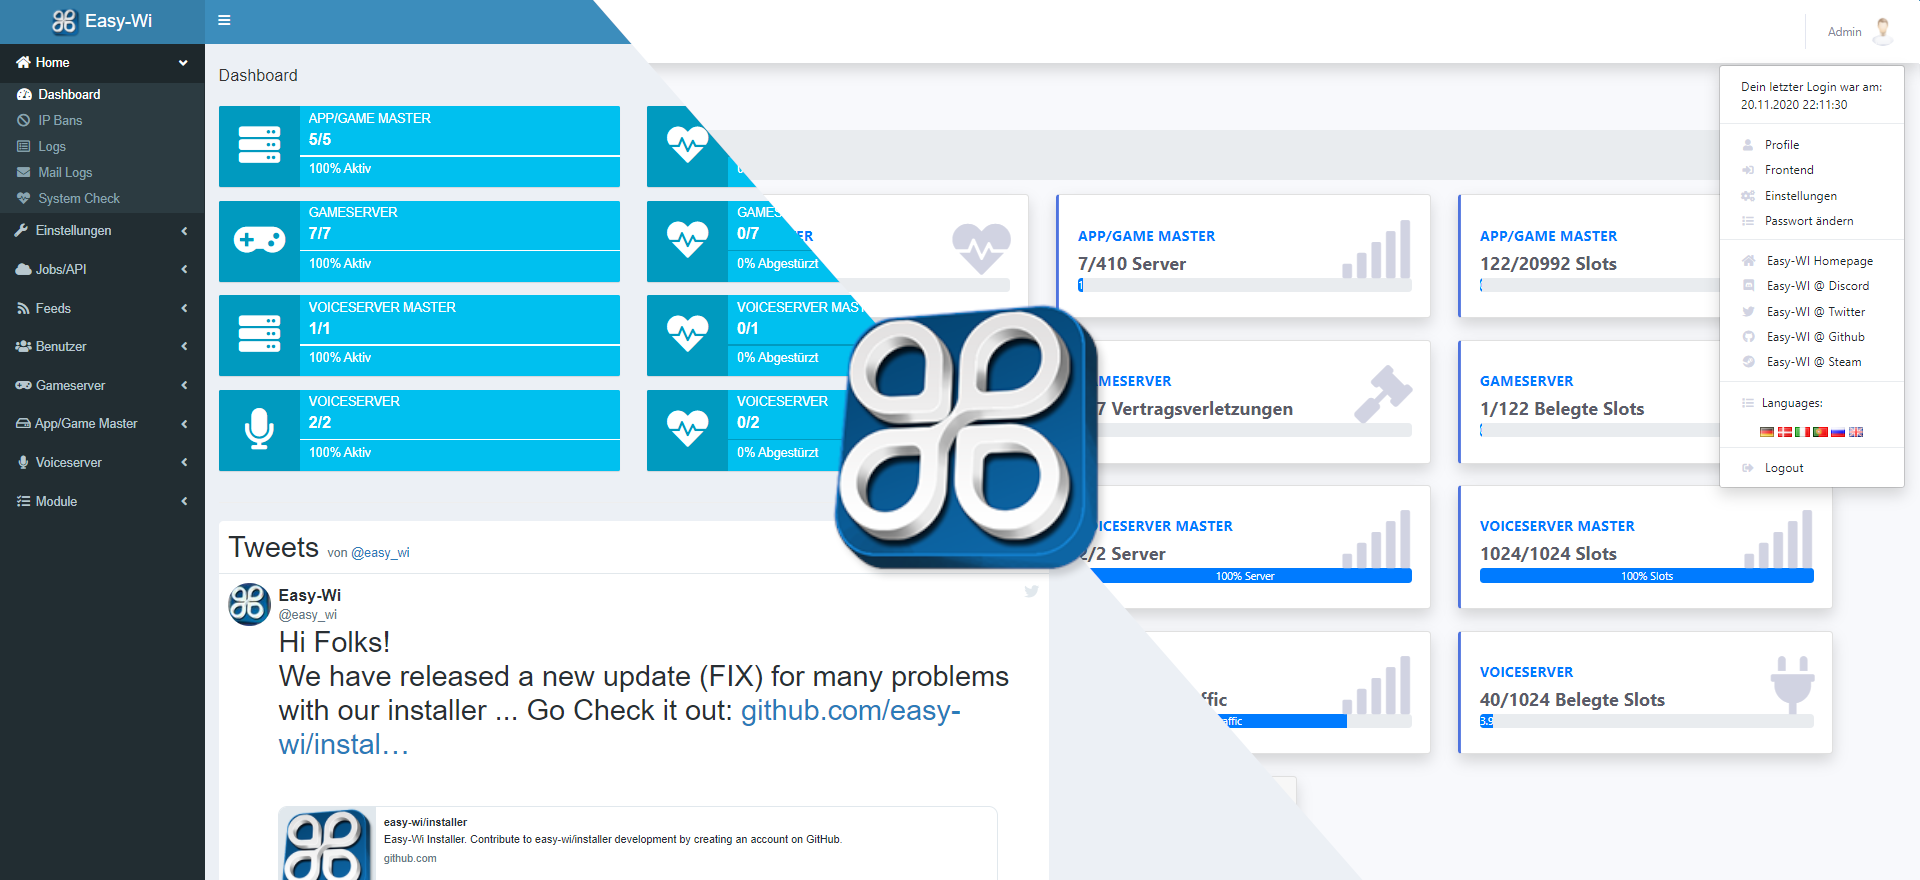 Easy-Wi
Home
Dashboard
IP Bans
Logs
Mail Logs
System Check
Einstellungen
Jobs/API
Feeds
Benutzer
Gameserver
App/Game Master
Voiceserver
Module
Dashboard
APP/GAME MASTER
5/5
100% Aktiv
GAMESERVER
7/7
100% Aktiv
VOICESERVER MASTER
1/1
100% Aktiv
VOICESERVER
2/2
100% Aktiv
GAMES
0/7
0% Abgestürzt
VOICESERVER MAST
0/1
0% Abgestürzt
VOICESERVER
0/2
0% Abgestürzt
Tweets von @easy_wi
Easy-Wi
@easy_wi
Hi Folks!
We have released a new update (FIX) for many problems
with our installer ... Go Check it out: github.com/easy-
wi/instal…
easy-wi/installer
Easy-Wi Installer. Contribute to easy-wi/installer development by creating an account on GitHub.
github.com
ER
APP/GAME MASTER
7/410 Server
1
APP/GAME MASTER
122/20992 Slots
AMESERVER
7 Vertragsverletzungen
GAMESERVER
1/122 Belegte Slots
ICESERVER MASTER
2/2 Server
100% Server
VOICESERVER MASTER
1024/1024 Slots
100% Slots
ffic
affic
VOICESERVER
40/1024 Belegte Slots
3.9
Admin
Dein letzter Login war am:
20.11.2020 22:11:30
Profile
Frontend
Einstellungen
Passwort ändern
Easy-WI Homepage
Easy-WI @ Discord
Easy-WI @ Twitter
Easy-WI @ Github
Easy-WI @ Steam
Languages:
Logout